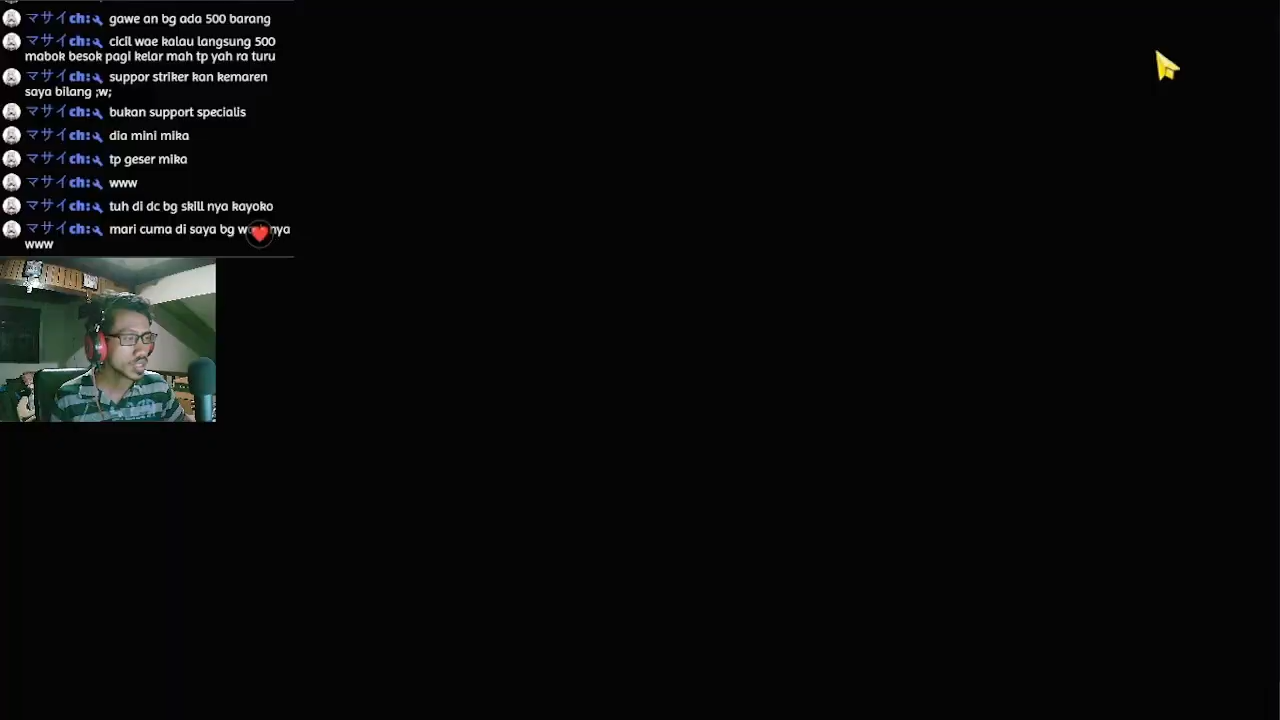 マサイch: gawe an bg ada 500 barang
マサイch: cicil wae kalau langsung 500
mabok besok pagi kelar mah tp yah ra turu
マサイch: suppor striker kan kemaren
saya bilang ;w;
マサイch: bukan support specialis
マサイch: dia mini mika
マサイch: tp geser mika
マサイch: www
マサイch: tuh di dc bg skill nya kayoko
マサイch: mari cuma di saya bg nya
www